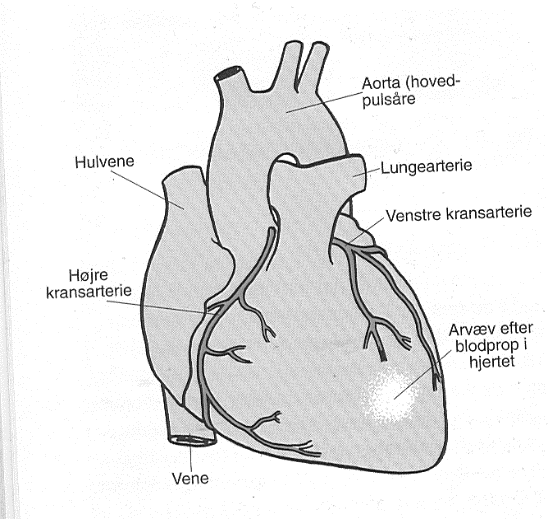 Aorta (hoved-
pulsåre
Hulvene
Lungearterie
Venstre kransarterie
Højre
kransarterie
Arvæv efter
blodprop i
hjertet
Vene